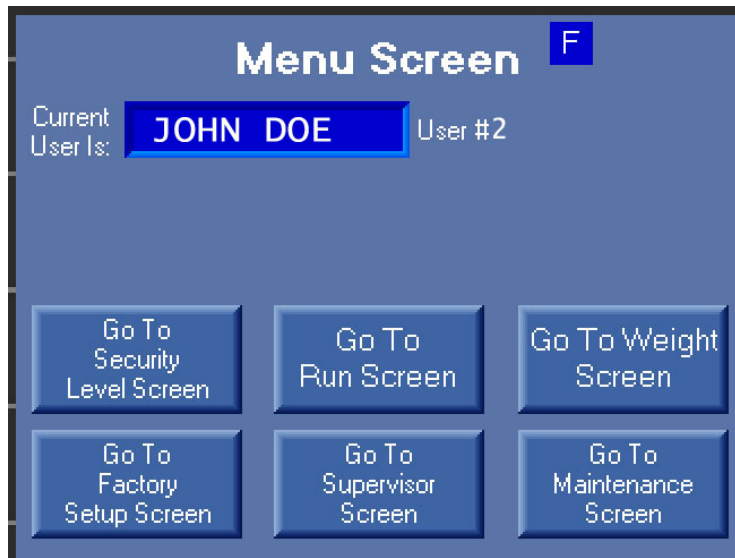 Menu Screen F
Current
User Is:
JOHN DOE
User #2
Go To
Security
Level Screen
Go To
Run Screen
Go To Weight
Screen
Go To
Factory
Setup Screen
Go To
Supervisor
Screen
Go To
Maintenance
Screen